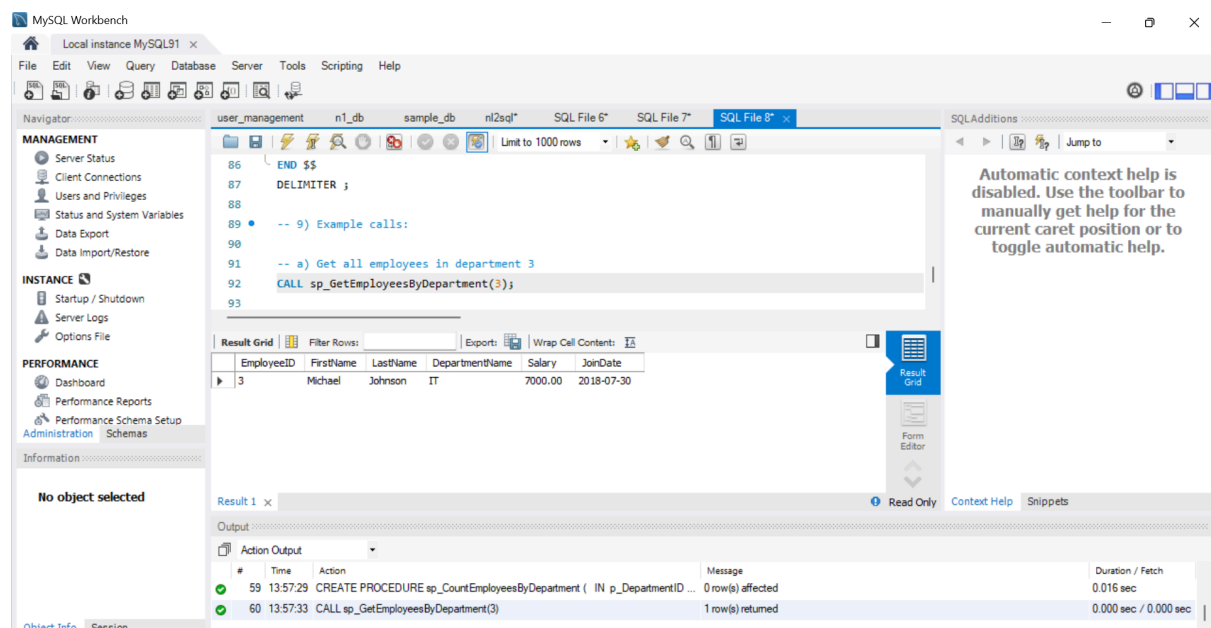 MySQL Workbench
Local instance MySQL91
File Edit View Query Database Server Tools Scripting Help
Navigator
MANAGEMENT
Server Status
Client Connections
Users and Privileges
Status and System Variables
Data Export
Data Import/Restore
INSTANCE
Startup / Shutdown
Server Logs
Options File
PERFORMANCE
Dashboard
Performance Reports
Performance Schema Setup
Administration Schemas
Information
No object selected
Object Info Session
user_management n1_db sample_db nl2sql* SQL File 6* SQL File 7* SQL File 8*
Limit to 1000 rows
86 END $$
87 DELIMITER ;
88
89 -- 9) Example calls:
90
91 -- a) Get all employees in department 3
92 CALL sp_GetEmployeesByDepartment(3);
93
Result Grid Filter Rows: Export: Wrap Cell Content:
EmployeeID FirstName LastName DepartmentName Salary JoinDate
3 Michael Johnson IT 7000.00 2018-07-30
Result
Grid
Form
Editor
Result 1 Read Only
Output
Action Output
# Time Action Message Duration / Fetch
59 13:57:29 CREATE PROCEDURE sp_CountEmployeesByDepartment ( IN p_DepartmentID ... 0 row(s) affected 0.016 sec
60 13:57:33 CALL sp_GetEmployeesByDepartment(3) 1 row(s) returned 0.000 sec / 0.000 sec
SQLAdditions
Jump to
Automatic context help is
disabled. Use the toolbar to
manually get help for the
current caret position or to
toggle automatic help.
Context Help Snippets